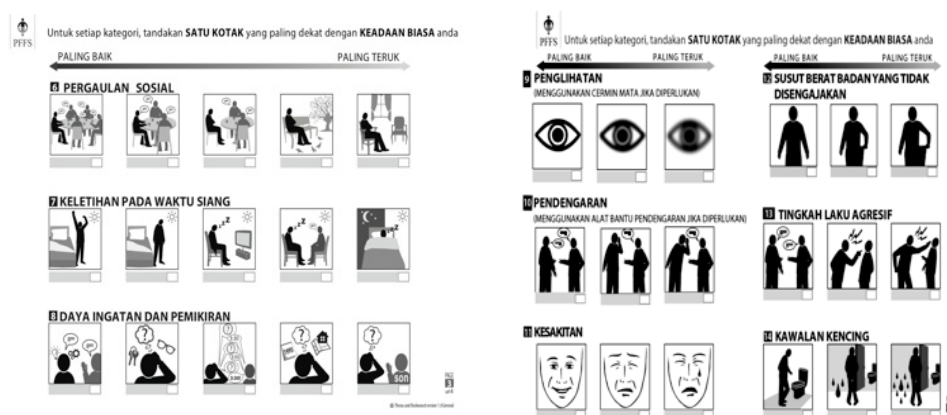 PFFS
Untuk setiap kategori, tandakan SATU KOTAK yang paling dekat dengan KEADAAN BIASA anda
PALING BAIK PALING TERUK
6 PERGAULAN SOSIAL
7 KELETIHAN PADA WAKTU SIANG
8 DAYA INGATAN DAN PEMIKIRAN
son
3
PFFS
Untuk setiap kategori, tandakan SATU KOTAK yang paling dekat dengan KEADAAN BIASA anda
PALING BAIK PALING TERUK
9 PENGLIHATAN
(MENGGUNAKAN CERMIN MATA JIKA DIPERLUKAN)
10 PENDENGARAN
(MENGGUNAKAN ALAT BANTU PENDENGARAN JIKA DIPERLUKAN)
11 KESAKITAN
PALING BAIK PALING TERUK
12 SUSUT BERAT BADAN YANG TIDAK
DISENGAJAKAN
13 TINGKAH LAKU AGRESIF
14 KAWALAN KENCING